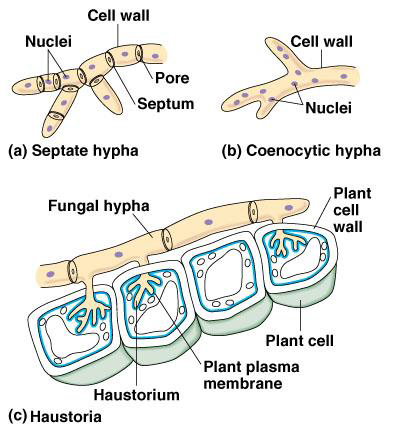 Cell wall
Nuclei
Pore
Septum
(a) Septate hypha
Cell wall
Nuclei
(b) Coenocytic hypha
Fungal hypha
Plant
cell
wall
Plant cell
Plant plasma
membrane
Haustorium
(c) Haustoria